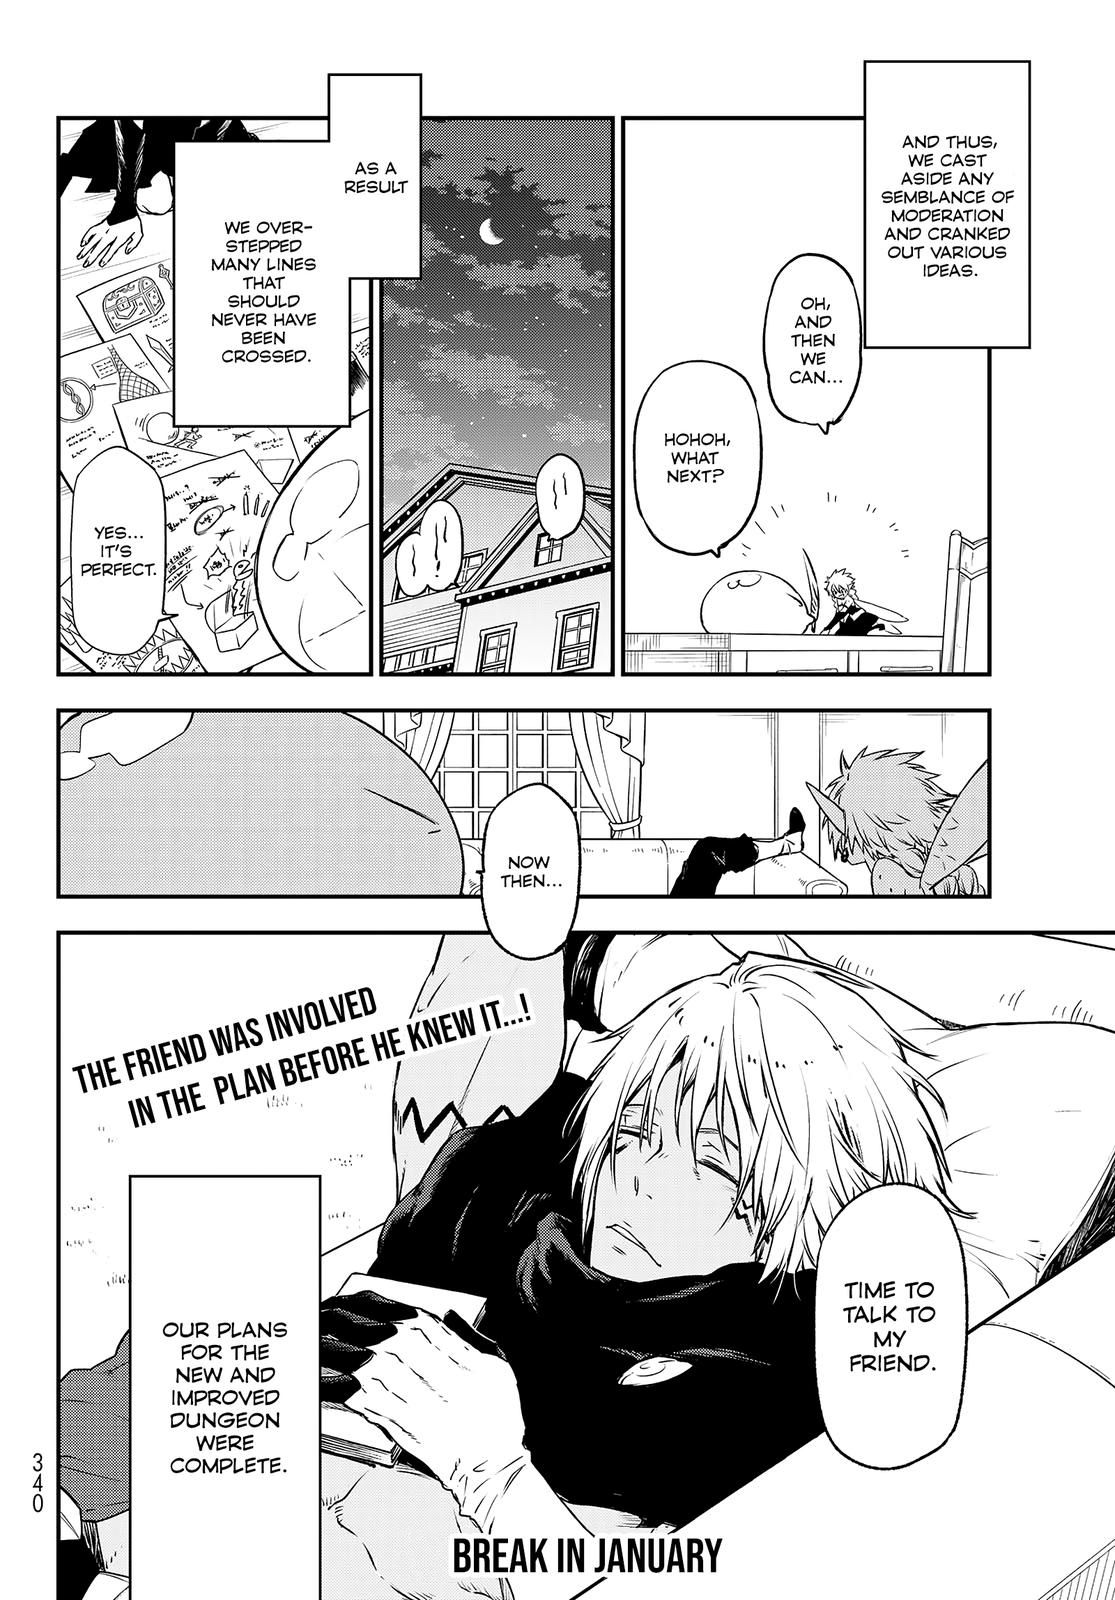 AND THUS,
WE CAST
ASIDE ANY
SEMBLANCE OF
MODERATION
AND CRANKED
OUT VARIOUS
IDEAS.
OH,
AND
THEN
WE
CAN...
HOHOH,
WHAT
NEXT?
AS A
RESULT
WE OVER-
STEPPED
MANY LINES
THAT
SHOULD
NEVER HAVE
BEEN
CROSSED.
YES...
IT'S
PERFECT.
NOW
THEN...
THE FRIEND WAS INVOLVED
IN THE PLAN BEFORE HE KNEW IT...!
TIME TO
TALK TO
MY
FRIEND.
OUR PLANS
FOR THE
NEW AND
IMPROVED
DUNGEON
WERE
COMPLETE.
340
BREAK IN JANUARY